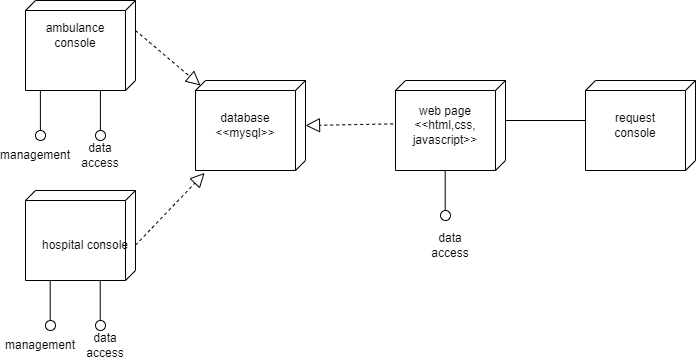 ambulance
console
management
data
access
database
<<mysql>>
web page
<<html,css,
javascript>>
request
console
data
access
hospital console
management
data
access